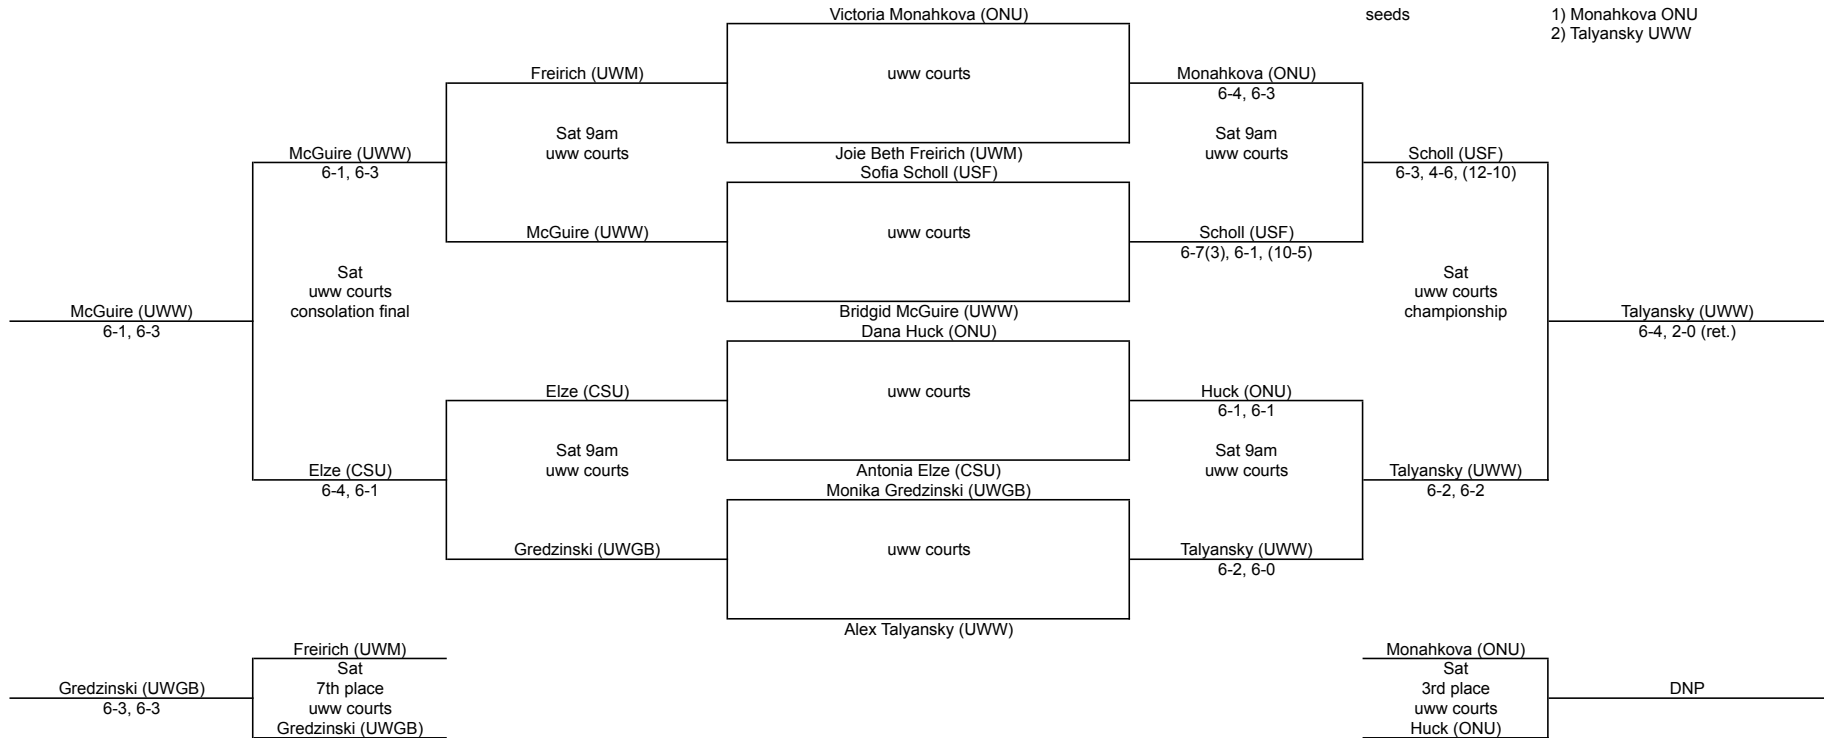 Victoria Monahkova (ONU)
seeds
1) Monahkova ONU
2) Talyansky UWW
Freirich (UWM)
uww courts
Monahkova (ONU)
6-4, 6-3
Sat 9am
uww courts
Sat 9am
uww courts
McGuire (UWW)
6-1, 6-3
Joie Beth Freirich (UWM)
Sofia Scholl (USF)
Scholl (USF)
6-3, 4-6, (12-10)
McGuire (UWW)
uww courts
Scholl (USF)
6-7(3), 6-1, (10-5)
Sat
uww courts
consolation final
Sat
uww courts
championship
McGuire (UWW)
6-1, 6-3
Bridgid McGuire (UWW)
Dana Huck (ONU)
Talyansky (UWW)
6-4, 2-0 (ret.)
Elze (CSU)
uww courts
Huck (ONU)
6-1, 6-1
Sat 9am
uww courts
Sat 9am
uww courts
Elze (CSU)
6-4, 6-1
Antonia Elze (CSU)
Monika Gredzinski (UWGB)
Talyansky (UWW)
6-2, 6-2
Gredzinski (UWGB)
uww courts
Talyansky (UWW)
6-2, 6-0
Alex Talyansky (UWW)
Freirich (UWM)
Sat
7th place
uww courts
Gredzinski (UWGB)
Gredzinski (UWGB)
6-3, 6-3
Monahkova (ONU)
Sat
3rd place
uww courts
Huck (ONU)
DNP